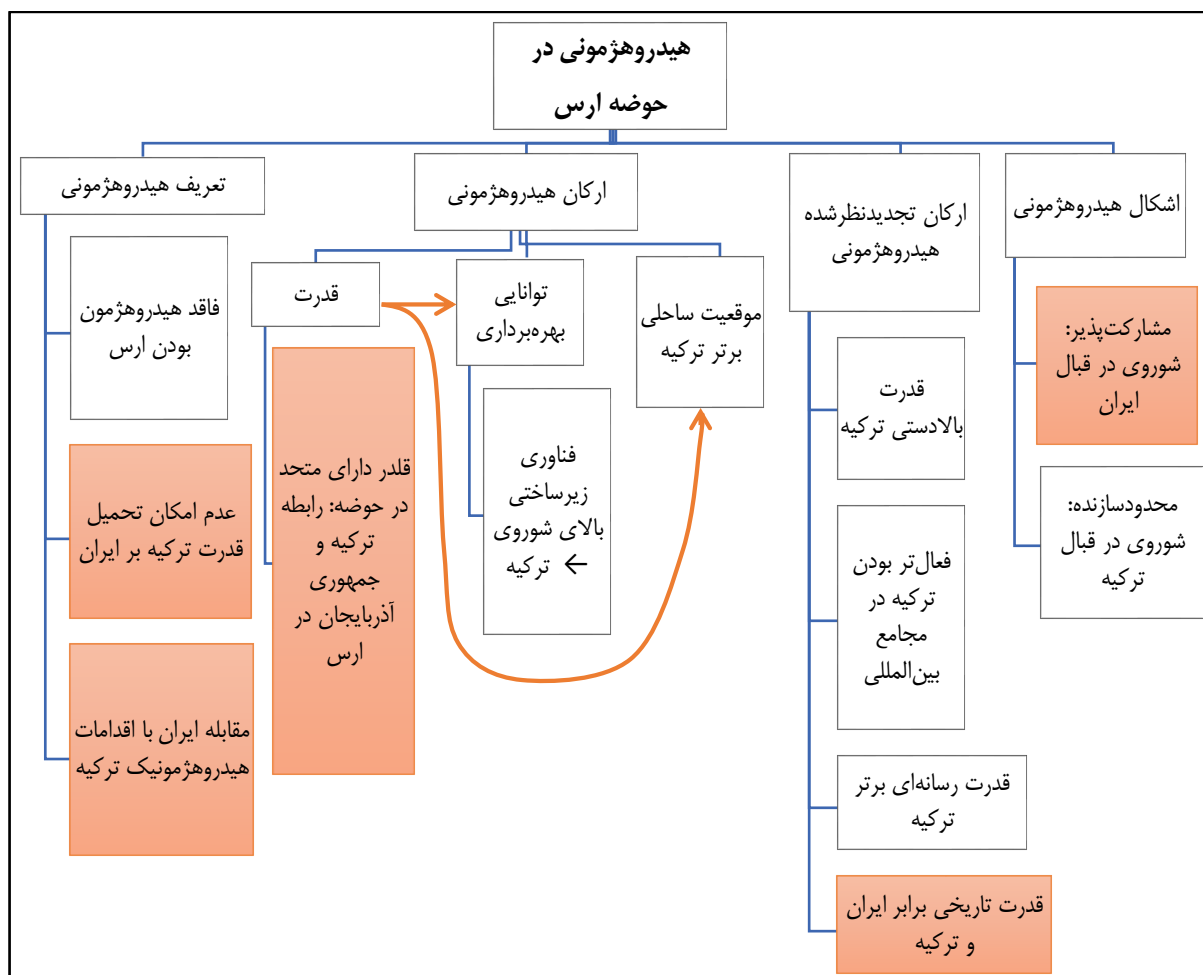 هیدروهژمونی در
حوضه ارس
اشکال هیدروهژمونی
مشارکت‌پذیر:
شوروی در قبال
ایران
محدودسازنده:
شوروی در قبال
ترکیه
ارکان تجدیدنظرشده
هیدروهژمونی
قدرت
بالادستی ترکیه
فعال‌تر بودن
ترکیه در
مجامع
بین‌المللی
قدرت رسانه‌ای برتر
ترکیه
قدرت تاریخی برابر ایران
و ترکیه
ارکان هیدروهژمونی
موقعیت ساحلی
برتر ترکیه
توانایی
بهره‌برداری
فناوری
زیرساختی
بالای شوروی
← ترکیه
قدرت
قلدر دارای متحد
در حوضه: رابطه
ترکیه و
جمهوری
آذربایجان در
ارس
تعریف هیدروهژمونی
فاقد هیدروهژمون
بودن ارس
عدم امکان تحمیل
قدرت ترکیه بر ایران
مقابله ایران با اقدامات
هیدروهژمونیک ترکیه